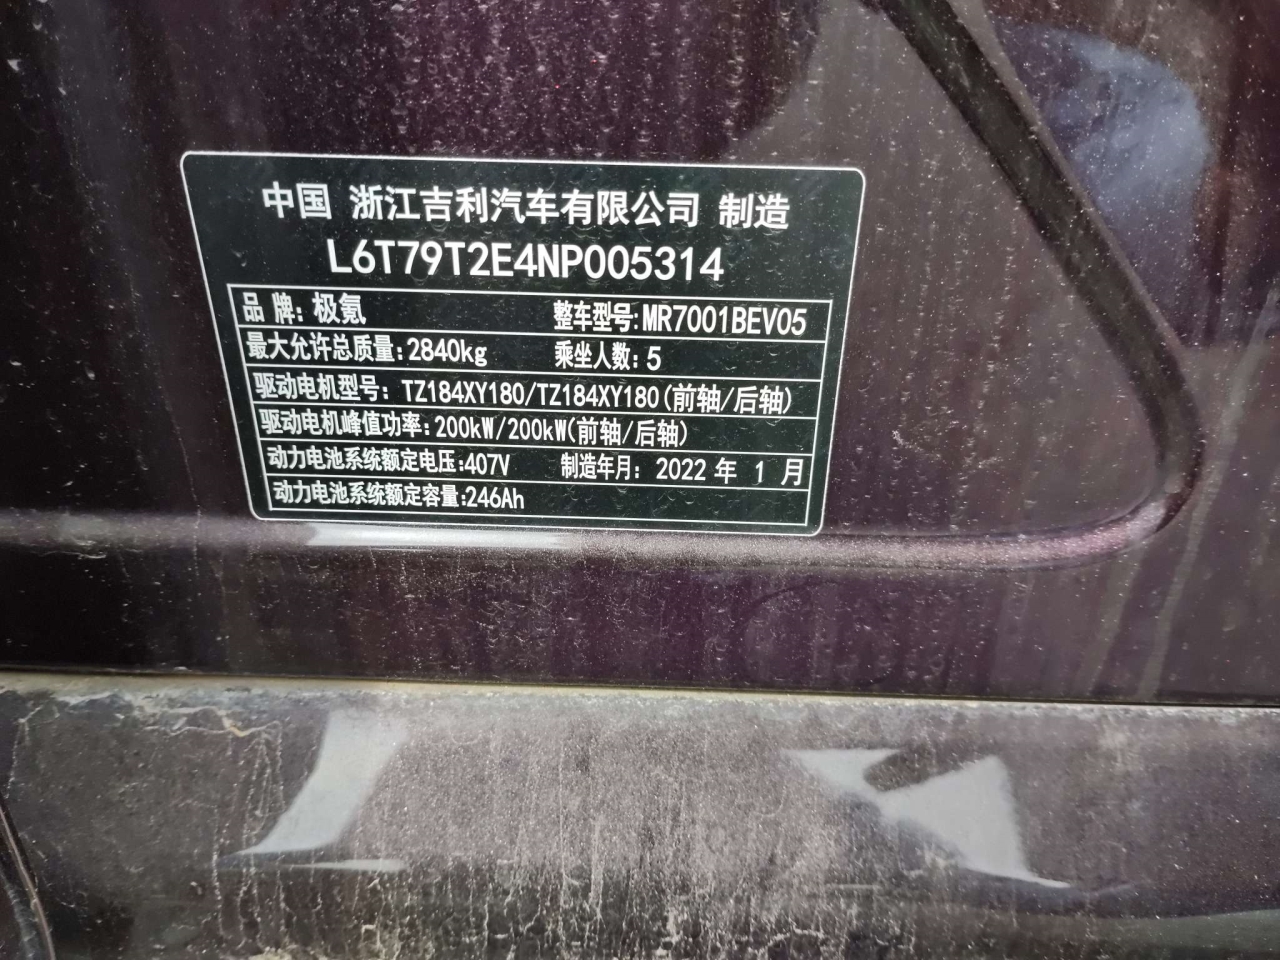 中国 浙江吉利汽车有限公司 制造
L6T79T2E4NP005314
品 牌: 极氪 整车型号:MR7001BEV05
最大允许总质量:2840kg 乘坐人数: 5
驱动电机型号: TZ184XY180/TZ184XY180(前轴/后轴)
驱动电机峰值功率:200kW/200kW(前轴/后轴)
动力电池系统额定电压:407V 制造年月: 2022 年 1 月
动力电池系统额定容量:246Ah